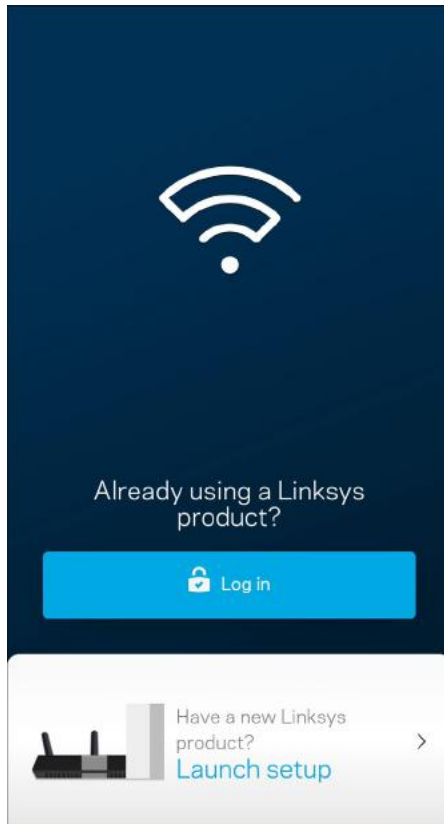 Already using a Linksys
product?
Log in
Have a new Linksys
product?
Launch setup